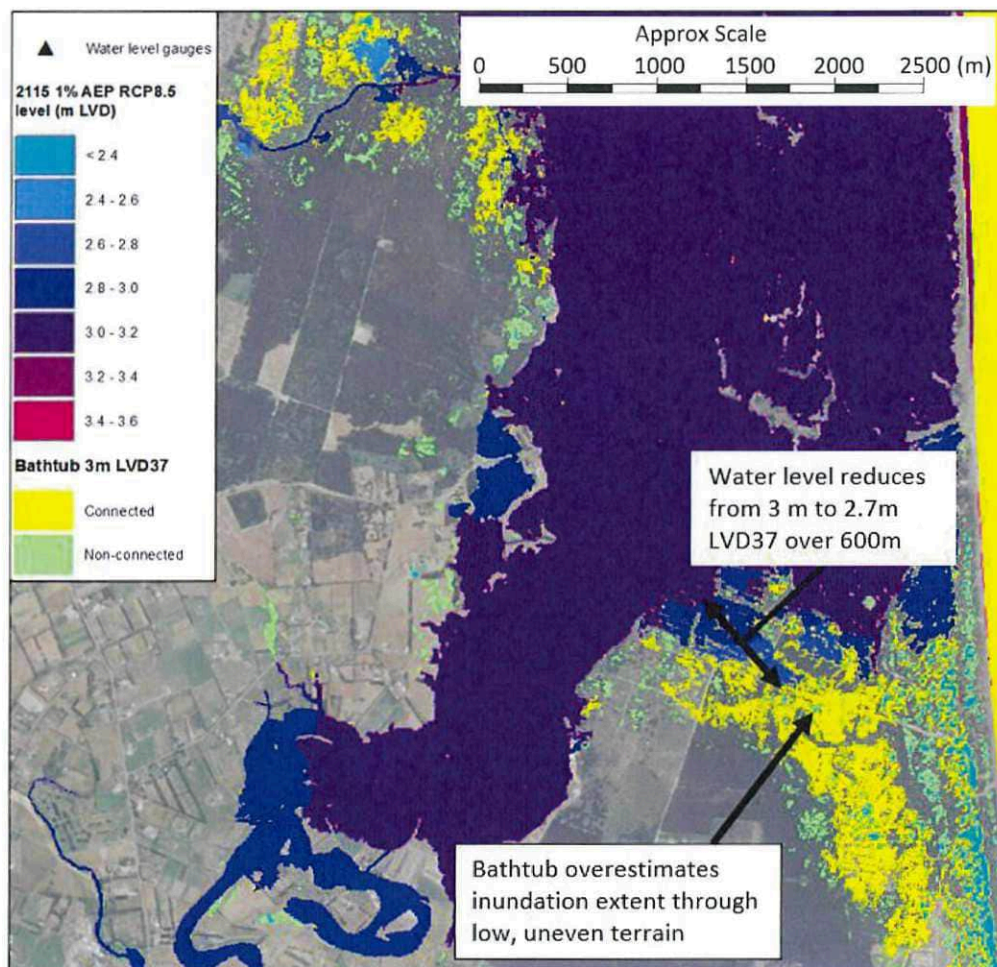 Water level gauges
2115 1% AEP RCP8.5
level (m LVD)
< 2.4
2.4 - 2.6
2.6 - 2.8
2.8 - 3.0
3.0 - 3.2
3.2 - 3.4
3.4 - 3.6
Bathtub 3m LVD37
Connected
Non-connected
Approx Scale
0 500 1000 1500 2000 2500 (m)
Water level reduces
from 3 m to 2.7m
LVD37 over 600m
Bathtub overestimates
inundation extent through
low, uneven terrain